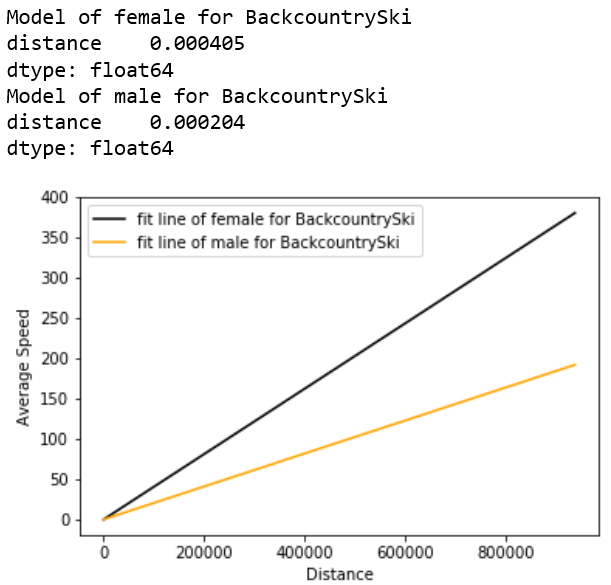 Model of female for BackcountrySki
distance    0.000405
dtype: float64
Model of male for BackcountrySki
distance    0.000204
dtype: float64
400
350
300
250
200
150
100
50
0
Average Speed
fit line of female for BackcountrySki
fit line of male for BackcountrySki
0 200000 400000 600000 800000
Distance